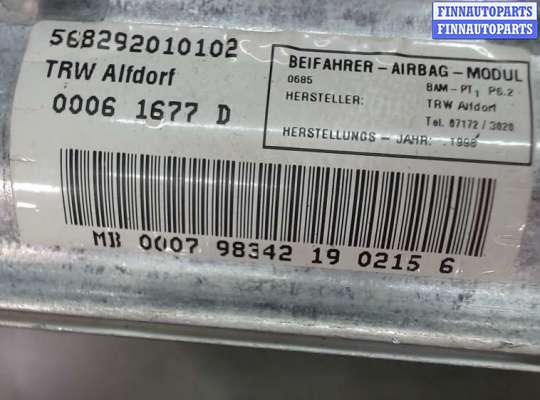 FINNAUTOPARTS
FINNAUTOPARTS
568292010102
TRW Alfdorf
0006 1677 D
BEIFAHRER - AIRBAG - MODUL
0685 BAM - PT1 P6.2
HERSTELLER: TRW Alfdorf
Tel. 07172 / 3020
HERSTELLUNGS - JAHR: 1998
MB 0007 98342 19 0215 6